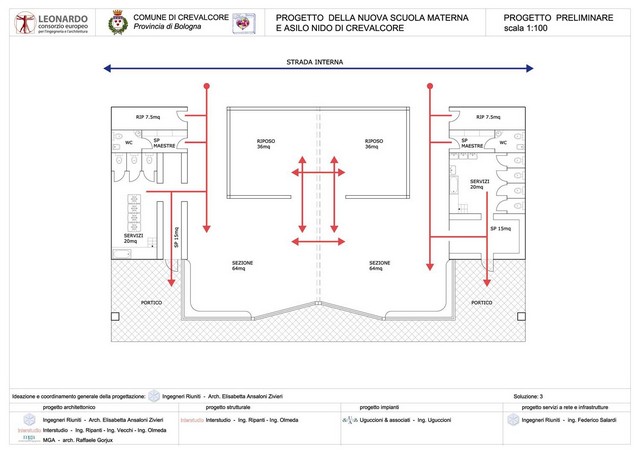 LEONARDO
consorzio europeo
per l'ingegneria e l'architettura
COMUNE DI CREVALCORE
Provincia di Bologna
PROGETTO DELLA NUOVA SCUOLA MATERNA
E ASILO NIDO DI CREVALCORE
PROGETTO PRELIMINARE
scala 1:100
STRADA INTERNA
RIP 7.5mq
RIP 7.5mq
WC
SP
MAESTRE
RIPOSO
36mq
RIPOSO
36mq
SP
MAESTRE
WC
SERVIZI
20mq
SERVIZI
20mq
SP 15mq
SP 15mq
SEZIONE
64mq
SEZIONE
64mq
PORTICO
PORTICO
Ideazione e coordinamento generale della progettazione: Ingegneri Riuniti - Arch. Elisabetta Ansaloni Zivieri
Soluzione: 3
progetto architettonico
progetto strutturale
progetto impianti
progetto servizi a rete e infrastrutture
Ingegneri Riuniti - Arch. Elisabetta Ansaloni Zivieri
Interstudio Interstudio - Ing. Ripanti - Ing. Olmeda
Uguccioni & associati - Ing. Uguccioni
Ingegneri Riuniti - ing. Federico Salardi
Interstudio Interstudio - Ing. Ripanti - Ing. Vecchi - Ing. Olmeda
MGA - arch. Raffaele Gorjux